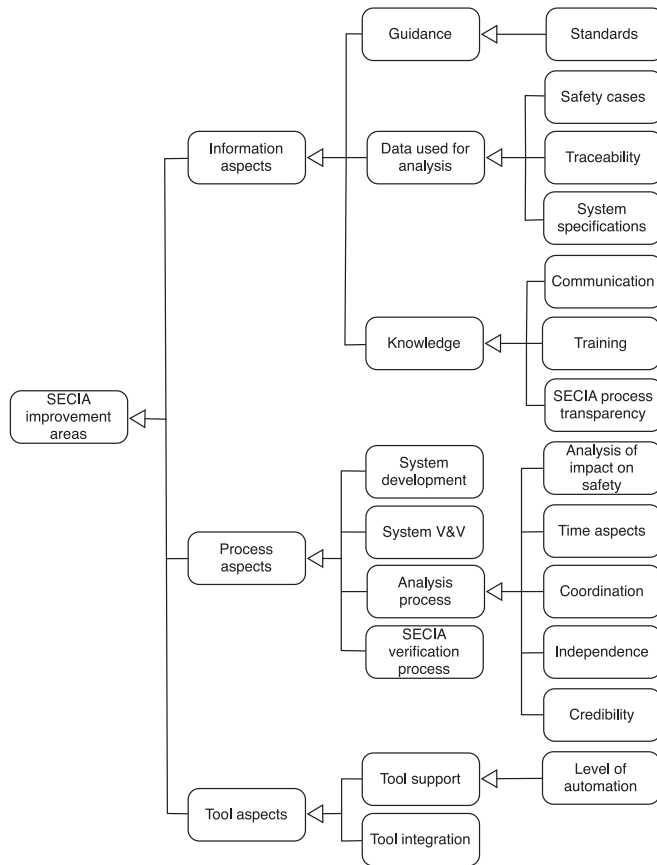 Guidance
Standards
Safety cases
Information
aspects
Data used for
analysis
Traceability
System
specifications
Communication
Knowledge
Training
SECIA process
transparency
SECIA
improvement
areas
System
development
Analysis of
impact on
safety
System V&V
Time aspects
Process
aspects
Analysis
process
Coordination
SECIA
verification
process
Independence
Credibility
Tool support
Level of
automation
Tool aspects
Tool integration